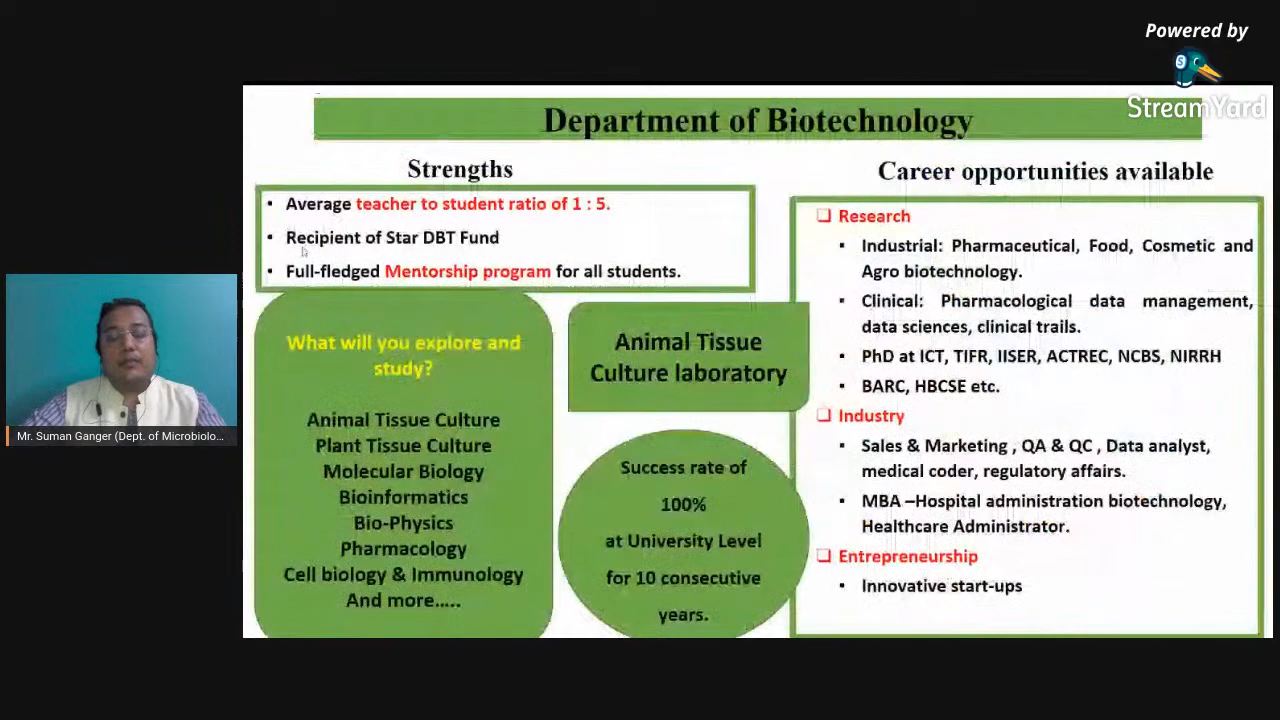 Powered by
StreamYard
Department of Biotechnology
Strengths
• Average teacher to student ratio of 1 : 5.
• Recipient of Star DBT Fund
• Full-fledged Mentorship program for all students.
What will you explore and
study?
Animal Tissue Culture
Plant Tissue Culture
Molecular Biology
Bioinformatics
Bio-Physics
Pharmacology
Cell biology & Immunology
And more.....
Animal Tissue
Culture laboratory
Success rate of
100%
at University Level
for 10 consecutive
years.
Career opportunities available
❑ Research
▪ Industrial: Pharmaceutical, Food, Cosmetic and
Agro biotechnology.
▪ Clinical: Pharmacological data management,
data sciences, clinical trails.
▪ PhD at ICT, TIFR, IISER, ACTREC, NCBS, NIRRH
▪ BARC, HBCSE etc.
❑ Industry
▪ Sales & Marketing , QA & QC , Data analyst,
medical coder, regulatory affairs.
▪ MBA –Hospital administration biotechnology,
Healthcare Administrator.
❑ Entrepreneurship
▪ Innovative start-ups
Mr. Suman Ganger (Dept. of Microbiolo...